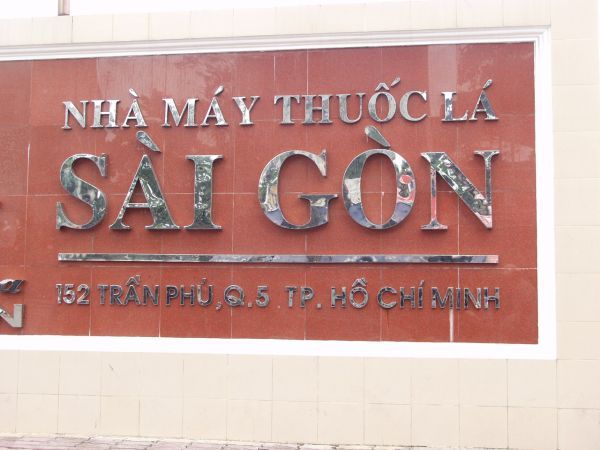 NHÀ MÁY THUỐC LÁ
SÀI GÒN
152 TRẦN PHÚ, Q.5 TP. HỒ CHÍ MINH